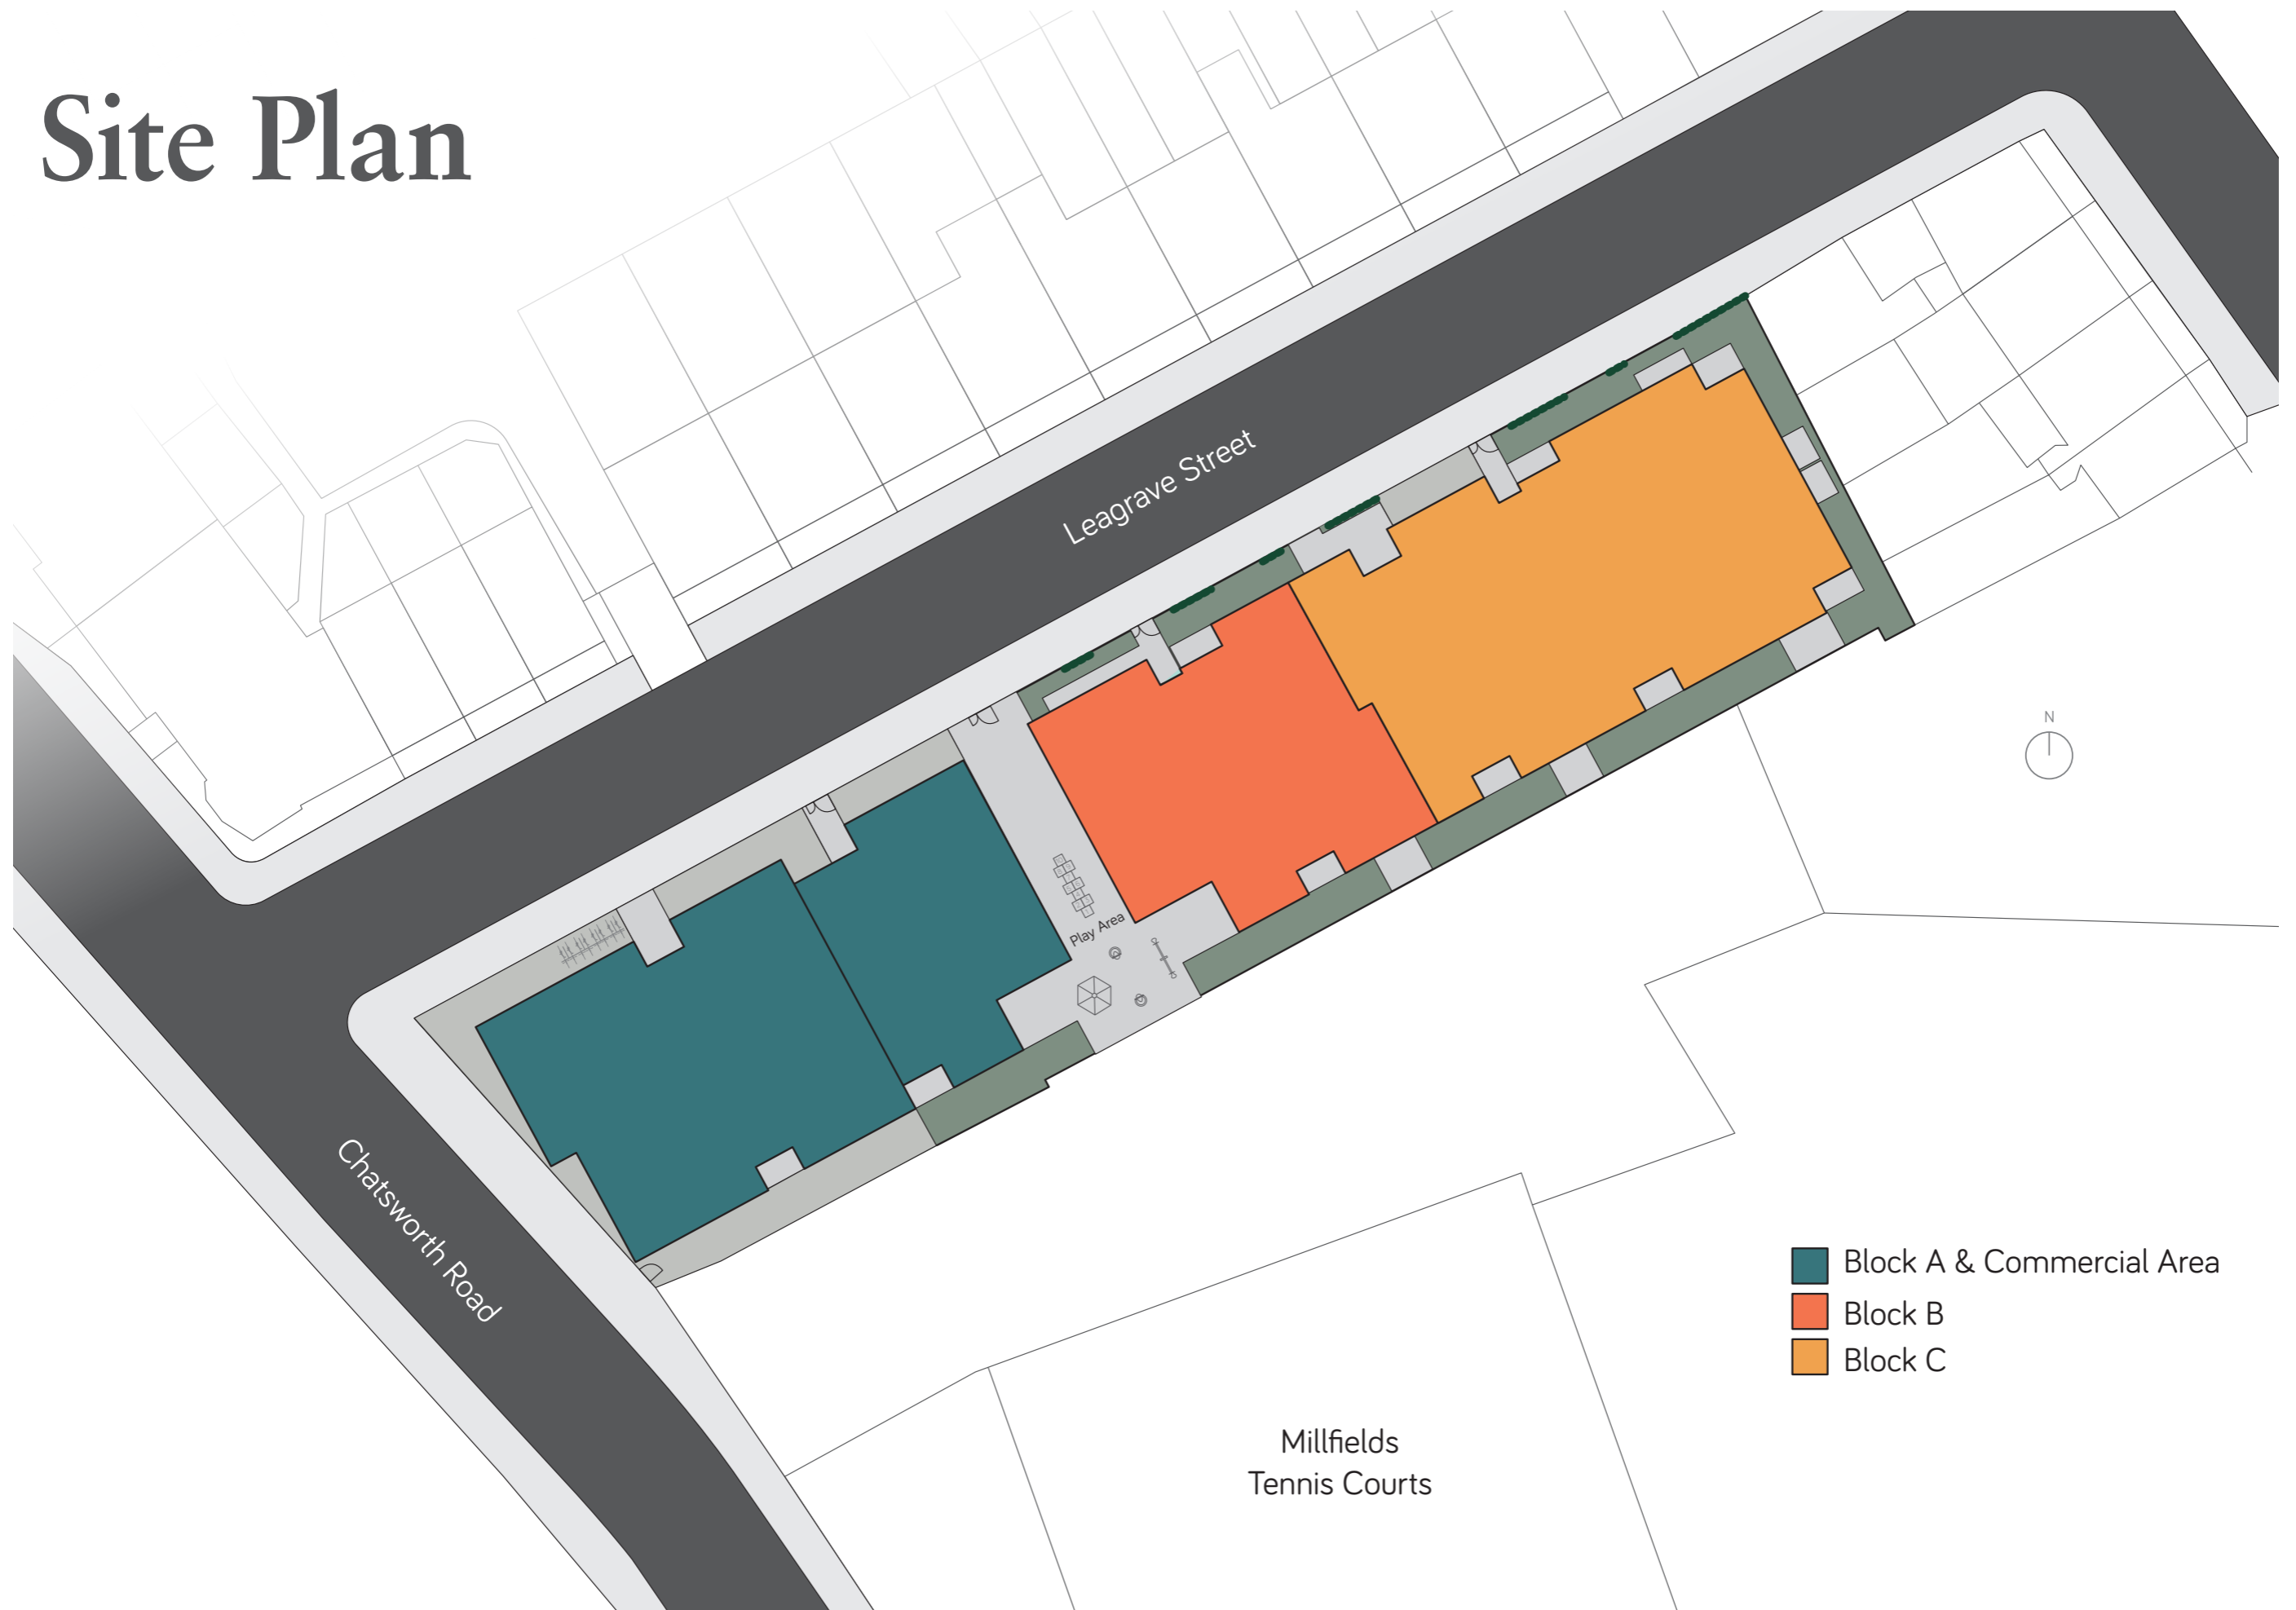 Site Plan
Leagrave Street
N
Play Area
Chatsworth Road
Block A & Commercial Area
Block B
Block C
Millfields
Tennis Courts